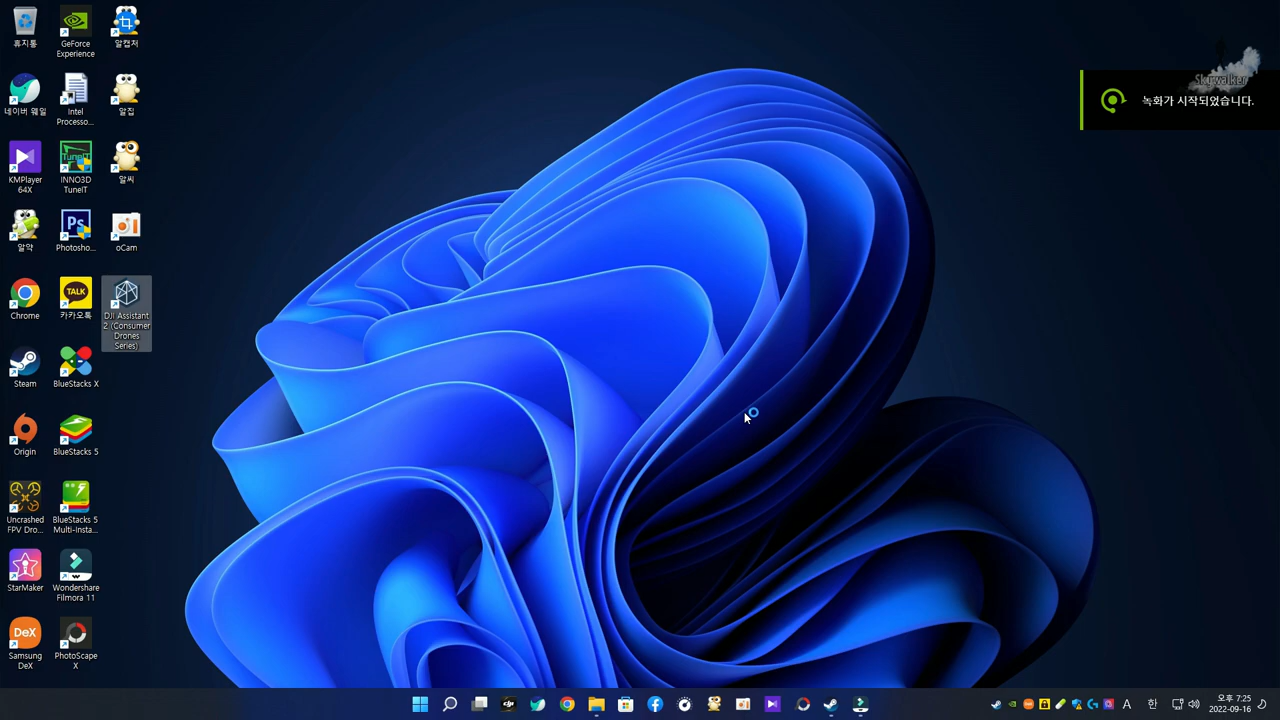 휴지통
GeForce
Experience
알캡처
네이버 웨일
Intel
Processo...
알집
KMPlayer
64X
INNO3D
TuneIT
알씨
알약
Photosho...
oCam
Chrome
TALK
카카오톡
DJI Assistant
2 (Consumer
Drones
Series)
Steam
BlueStacks X
Origin
BlueStacks 5
Uncrashed
FPV Dro...
BlueStacks 5
Multi-Insta...
StarMaker
Wondershare
Filmora 11
DeX
Samsung
DeX
PhotoScape
X
Skywalker
녹화가 시작되었습니다.
A
한
오후 7:25
2022-09-16